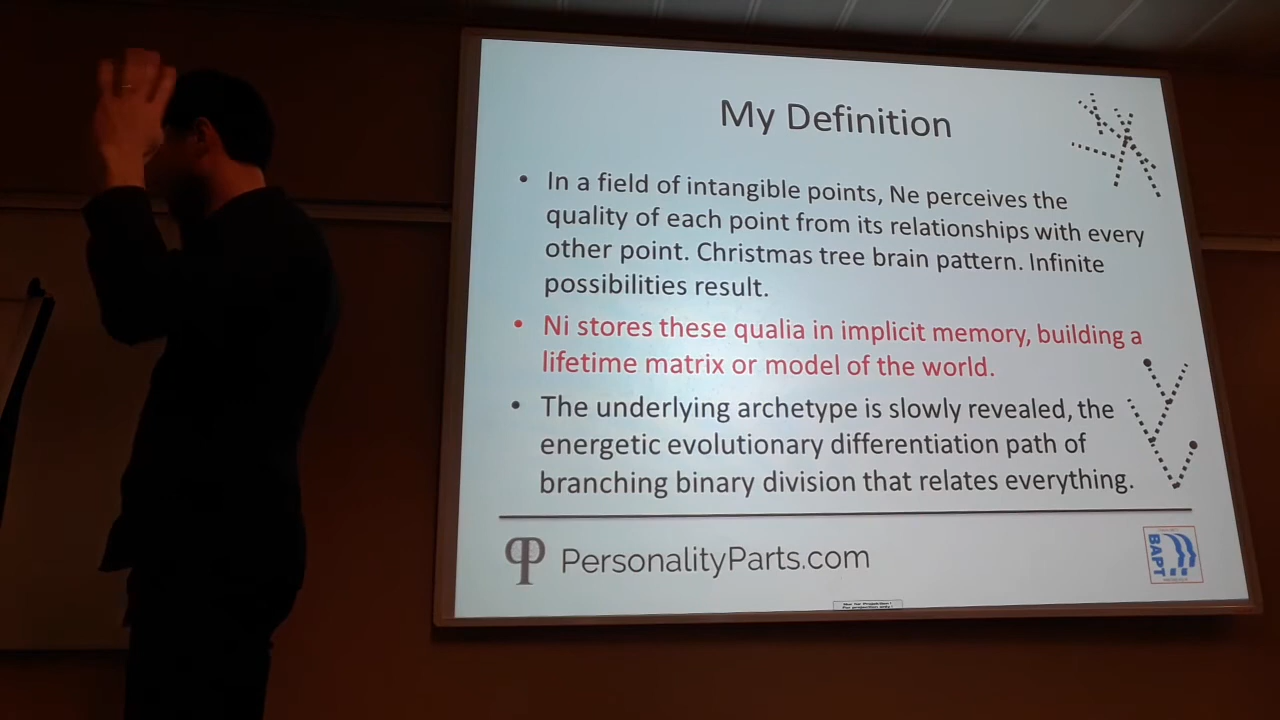 My Definition
• In a field of intangible points, Ne perceives the
quality of each point from its relationships with every
other point. Christmas tree brain pattern. Infinite
possibilities result.
• Ni stores these qualia in implicit memory, building a
lifetime matrix or model of the world.
• The underlying archetype is slowly revealed, the
energetic evolutionary differentiation path of
branching binary division that relates everything.
PersonalityParts.com
BAPT